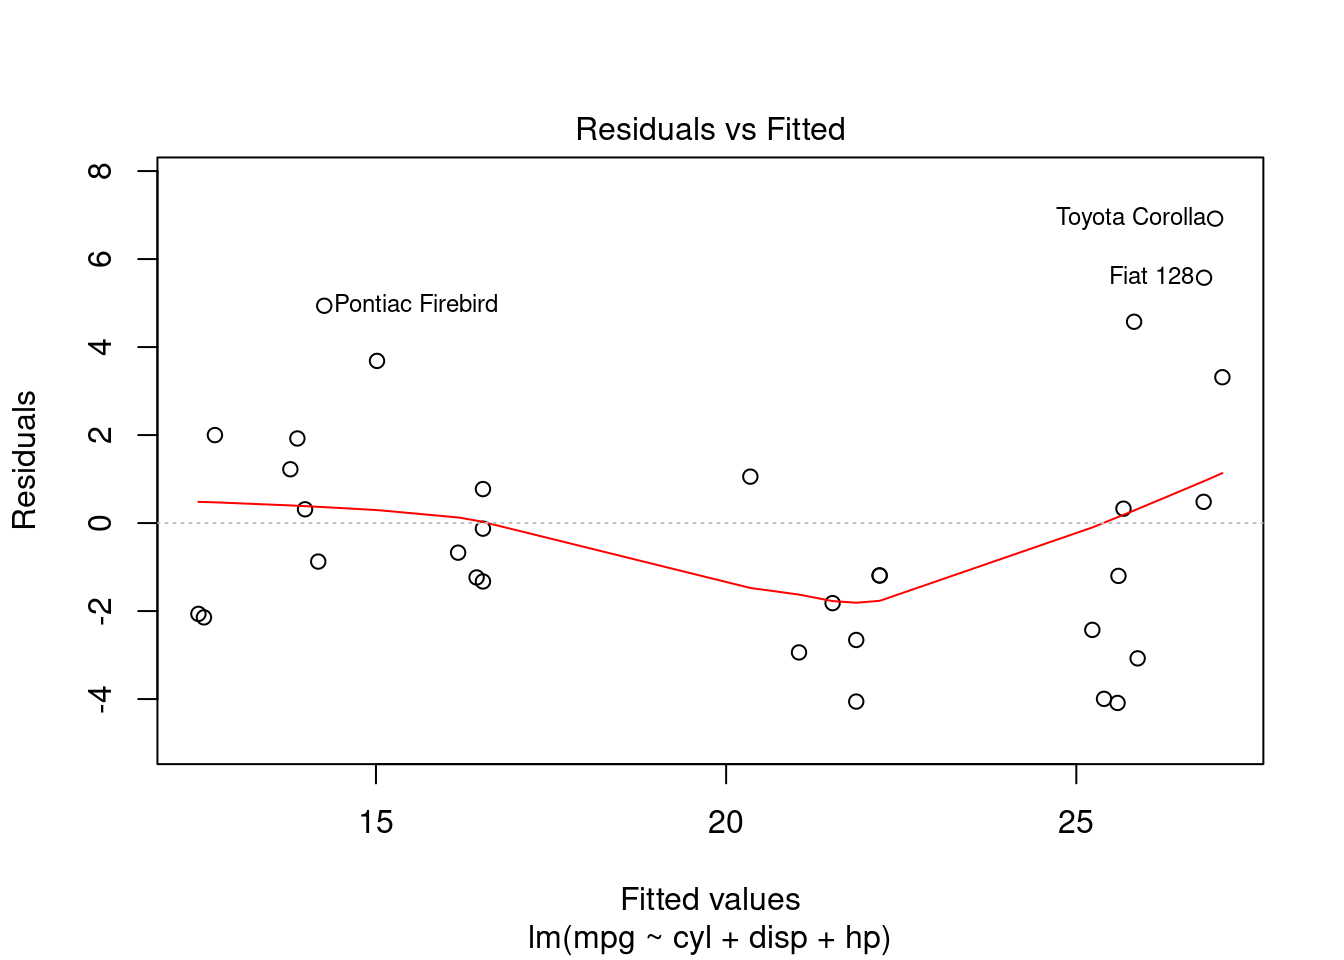 Residuals vs Fitted
8
6
4
2
0
-2
-4
Residuals
Toyota Corolla
Fiat 128
Pontiac Firebird
15 20 25
Fitted values
lm(mpg ~ cyl + disp + hp)